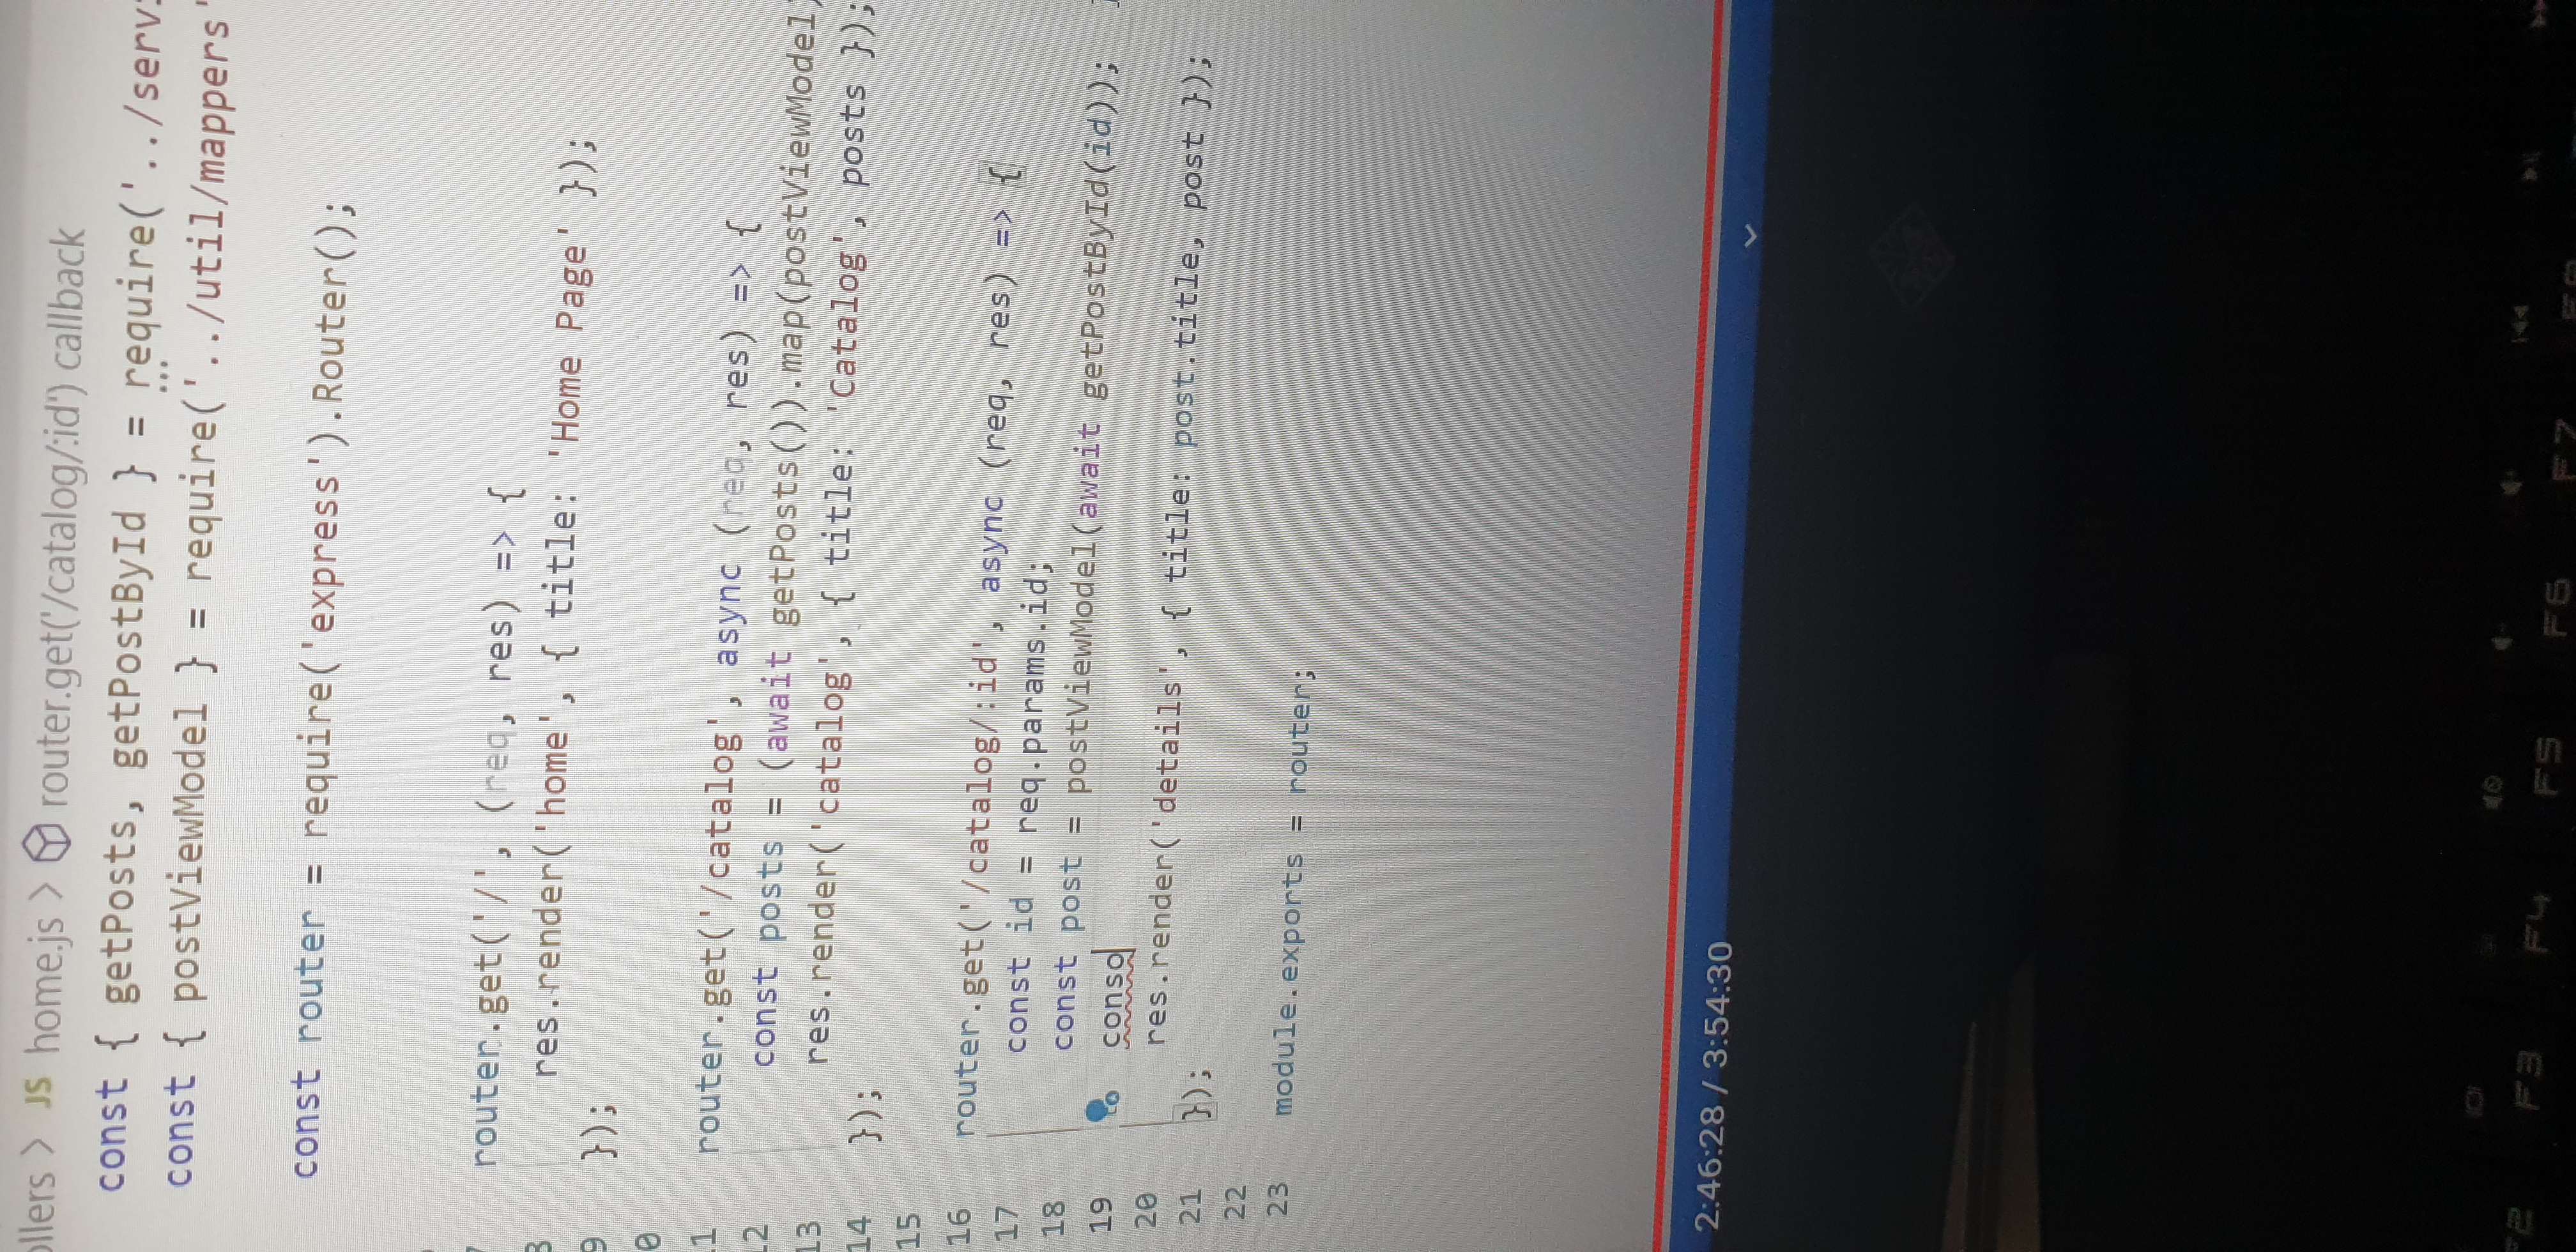 JS home.js > router.get('/catalog/:id') callback
const { getPosts, getPostById } = require('../serv
const { postViewModel } = require('../util/mappers'
const router = require('express').Router();
router.get('/', (req, res) => {
res.render('home', { title: 'Home Page' });
9 });
1 router.get('/catalog', async (req, res) => {
2 const posts = (await getPosts()).map(postViewModel)
13 res.render('catalog', { title: 'Catalog', posts });
14 });
15
16 router.get('/catalog/:id', async (req, res) => {
17 const id = req.params.id;
18 const post = postViewModel(await getPostById(id));
19 conso
20 res.render('details', { title: post.title, post });
21 });
22
23 module.exports = router;
2:46:28 / 3:54:30
F3 F4 F5 F6 F7